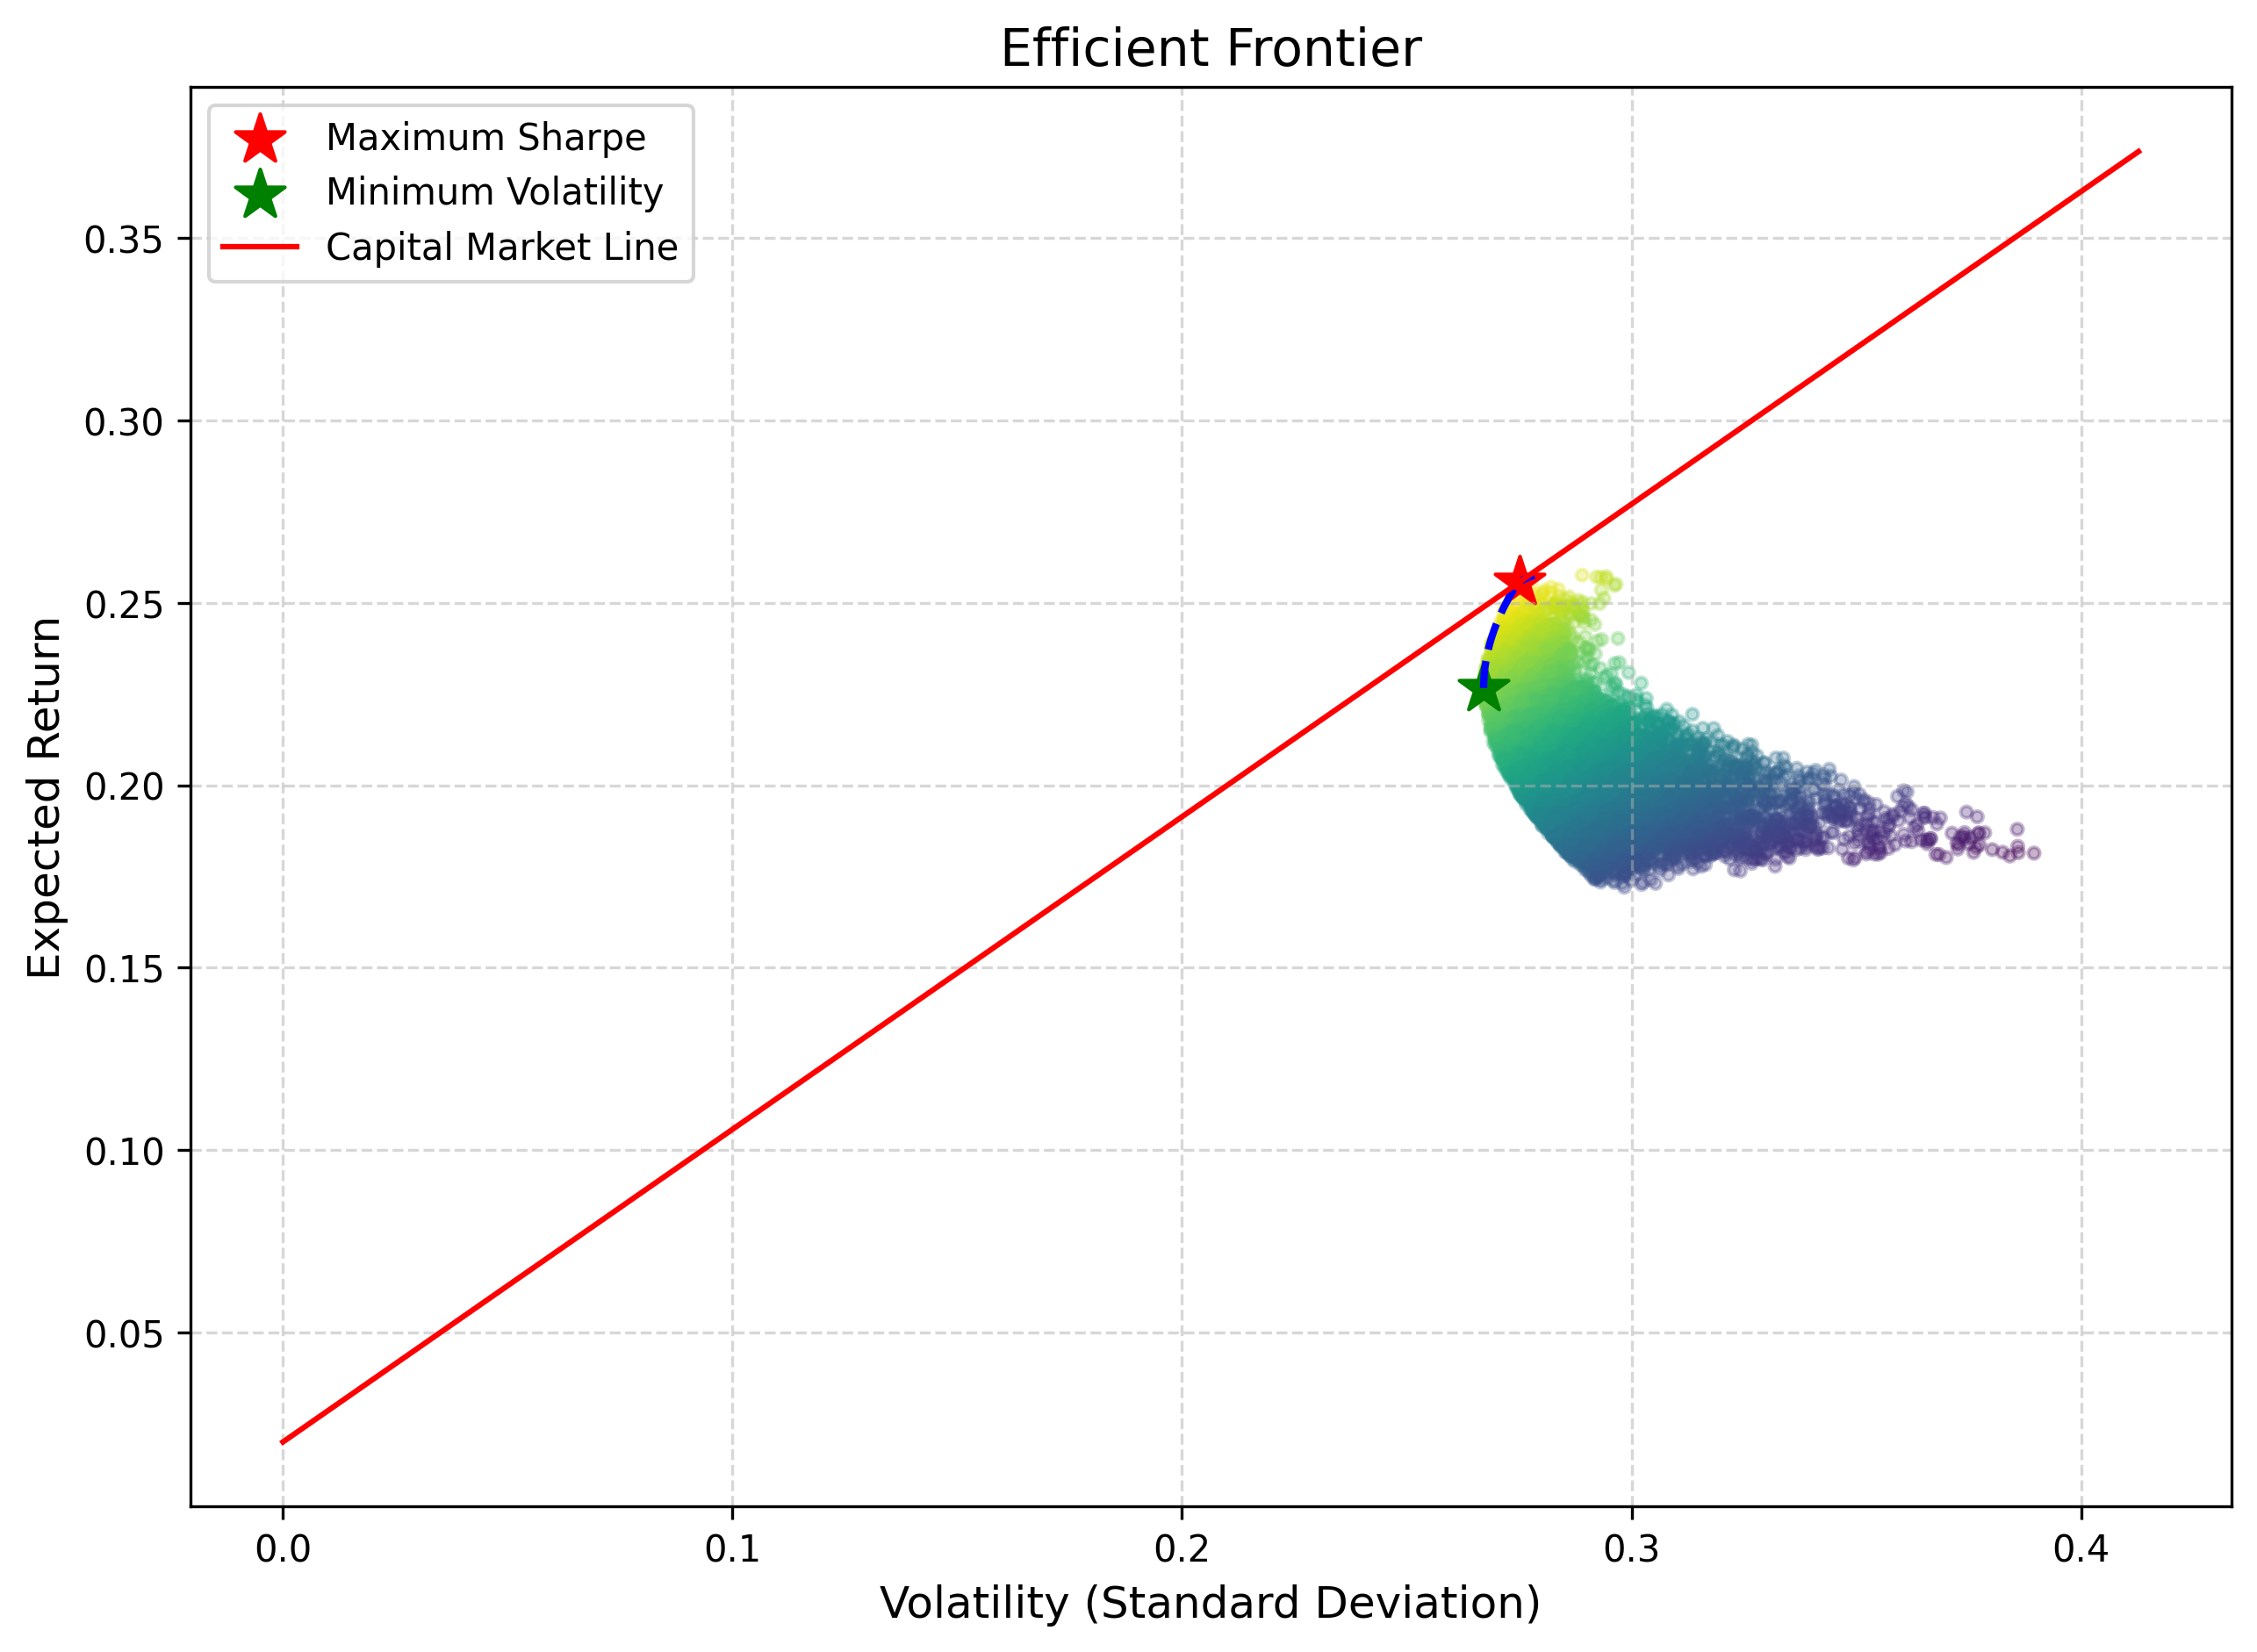 Efficient Frontier
Maximum Sharpe
Minimum Volatility
Capital Market Line
Expected Return
0.35
0.30
0.25
0.20
0.15
0.10
0.05
0.0 0.1 0.2 0.3 0.4
Volatility (Standard Deviation)